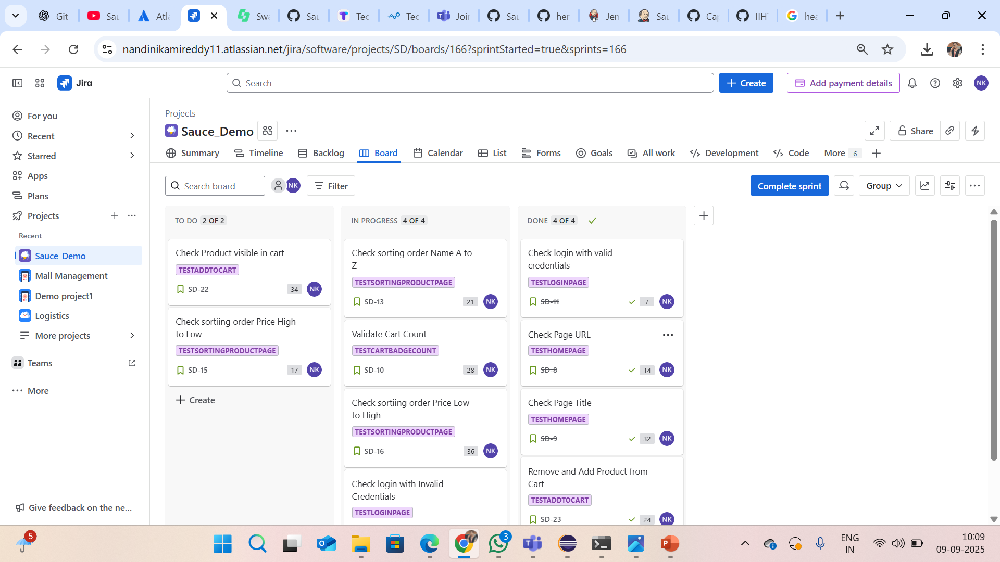 Git
Sau
Atla
Swa
Sau
Tec
Tec
Join
Sau
her
Jen
Sau
Cap
IIHT
hea
nandinikamireddy11.atlassian.net/jira/software/projects/SD/boards/166?sprintStarted=true&sprints=166
Jira
Search
Create
Add payment details
NK
For you
Recent
Starred
Apps
Plans
Projects
Recent
Sauce_Demo
Mall Management
Demo project1
Logistics
More projects
Teams
More
Give feedback on the ne...
Projects
Sauce_Demo
Share
Summary
Timeline
Backlog
Board
Calendar
List
Forms
Goals
All work
Development
Code
More 6
Search board
NK
Filter
Complete sprint
Group
TO DO 2 OF 2
Check Product visible in cart
TESTADDTOCART
SD-22 34 NK
Check sortiing order Price High
to Low
TESTSORTINGPRODUCTPAGE
SD-15 17 NK
Create
IN PROGRESS 4 OF 4
Check sorting order Name A to
Z
TESTSORTINGPRODUCTPAGE
SD-13 21 NK
Validate Cart Count
TESTCARTBADGECOUNT
SD-10 28 NK
Check sortiing order Price Low
to High
TESTSORTINGPRODUCTPAGE
SD-16 36 NK
Check login with Invalid
Credentials
TESTLOGINPAGE
DONE 4 OF 4
Check login with valid
credentials
TESTLOGINPAGE
SD-11 7 NK
Check Page URL
TESTHOMEPAGE
SD-8 14 NK
Check Page Title
TESTHOMEPAGE
SD-9 32 NK
Remove and Add Product from
Cart
TESTADDTOCART
SD-23 24 NK
5
3
ENG
IN
10:09
09-09-2025